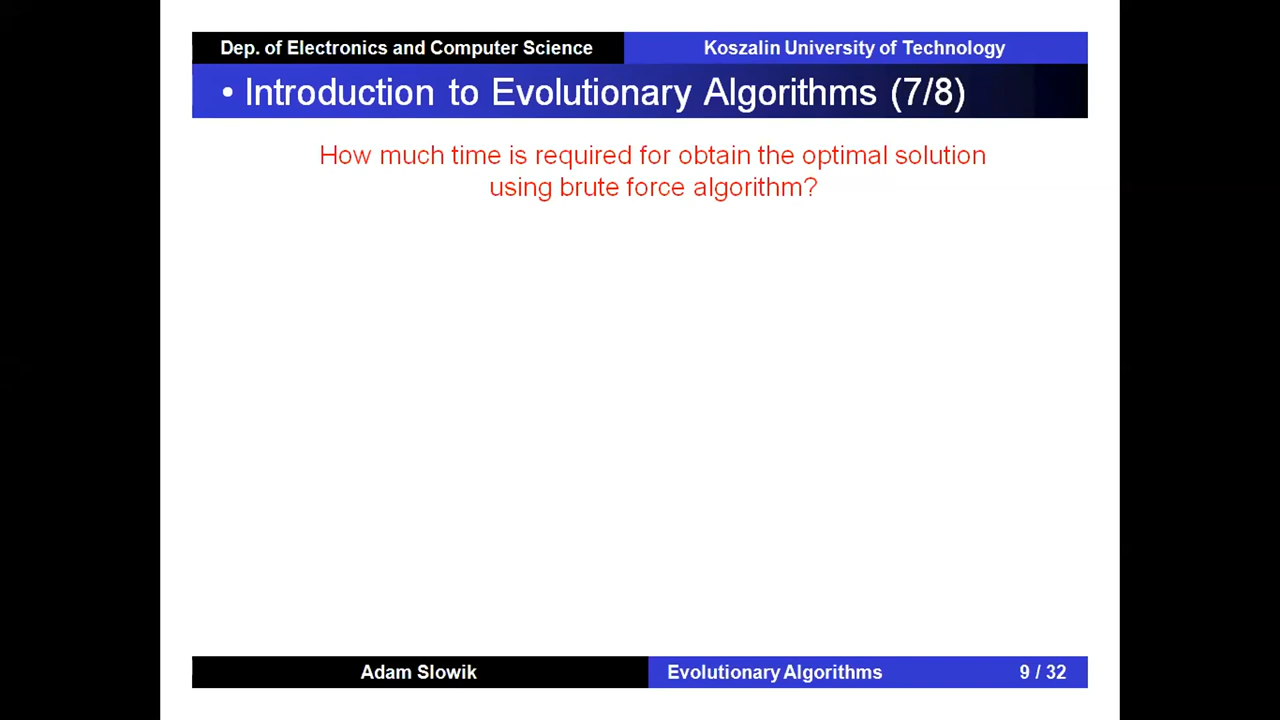 Dep. of Electronics and Computer Science
Koszalin University of Technology
• Introduction to Evolutionary Algorithms (7/8)
How much time is required for obtain the optimal solution
using brute force algorithm?
Adam Slowik
Evolutionary Algorithms
9 / 32